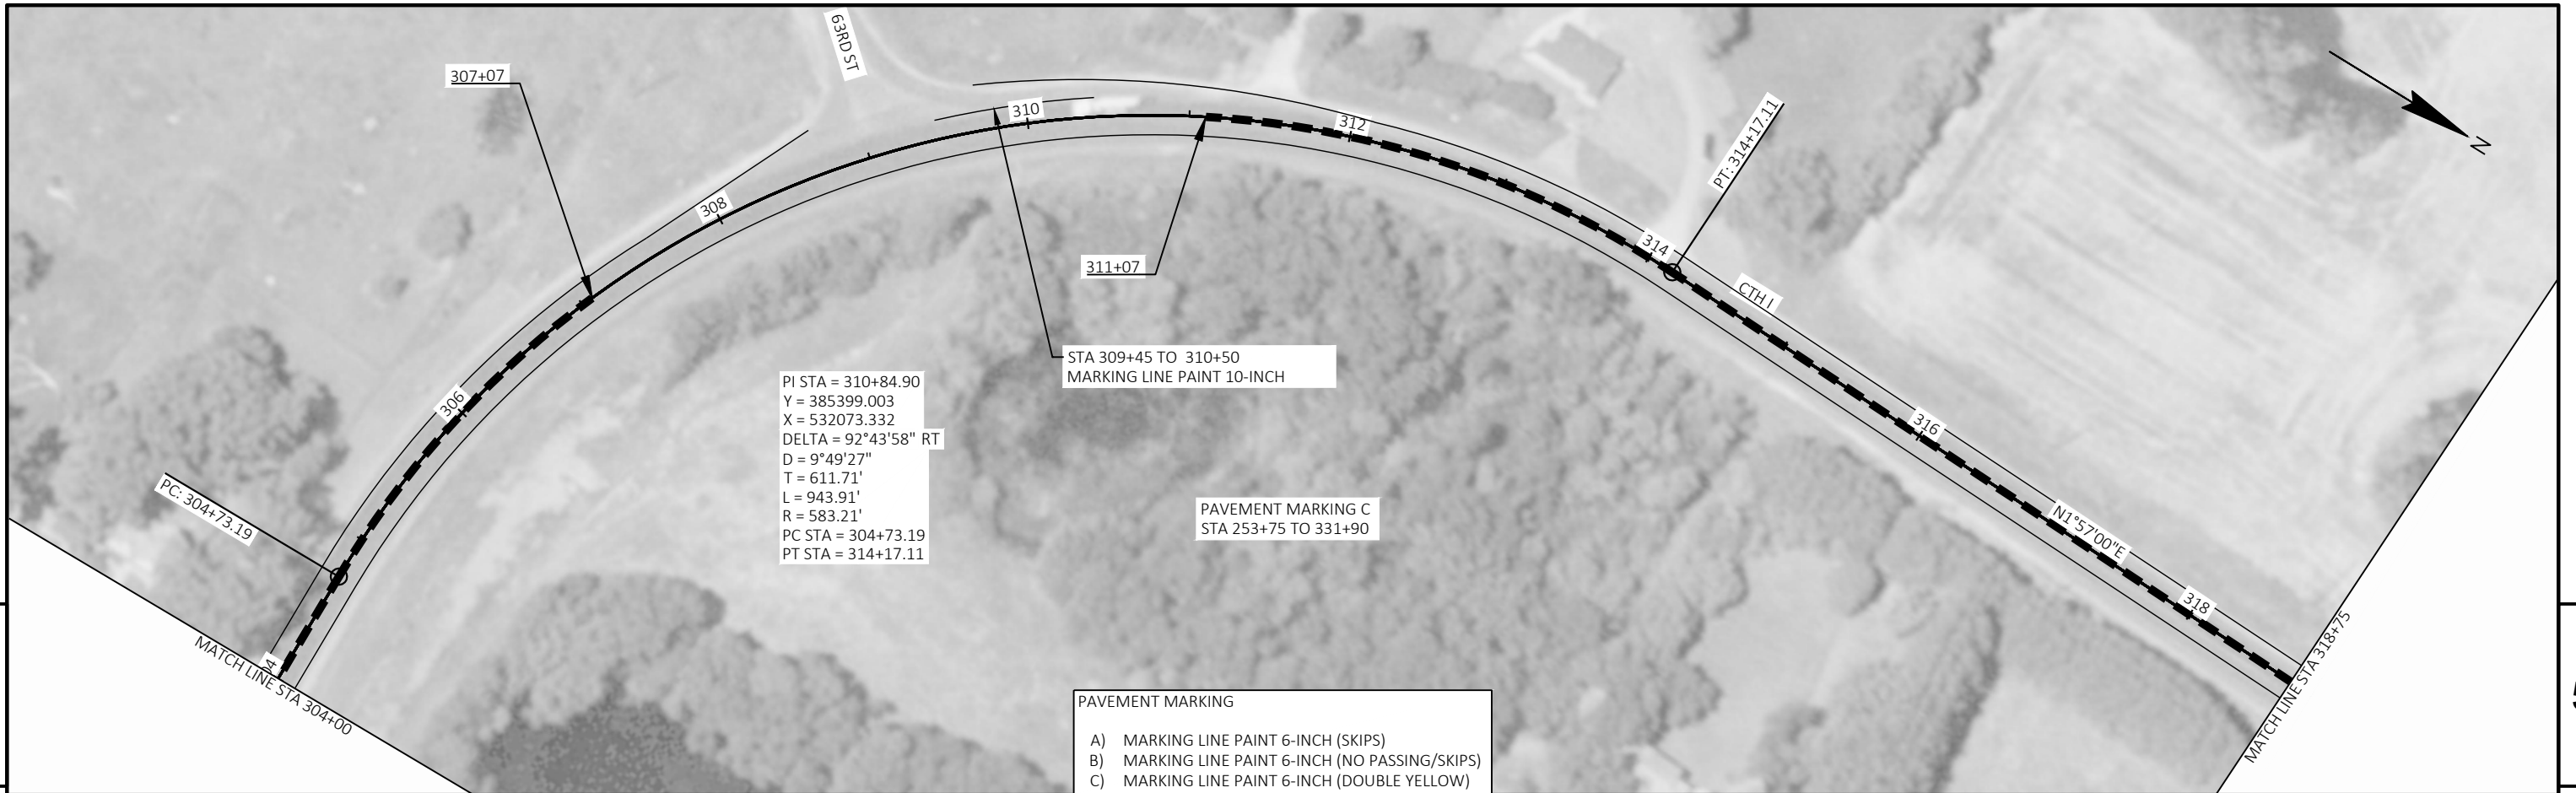 63RD ST
307+07
310
312
PT: 314+17.11
N
308
314
311+07
CTH I
STA 309+45 TO 310+50
MARKING LINE PAINT 10-INCH
PI STA = 310+84.90
Y = 385399.003
X = 532073.332
DELTA = 92°43'58" RT
D = 9°49'27"
T = 611.71'
L = 943.91'
R = 583.21'
PC STA = 304+73.19
PT STA = 314+17.11
306
316
PC: 304+73.19
PAVEMENT MARKING C
STA 253+75 TO 331+90
N1°57'00"E
318
MATCH LINE STA 304+00
MATCH LINE STA 318+75
PAVEMENT MARKING
A) MARKING LINE PAINT 6-INCH (SKIPS)
B) MARKING LINE PAINT 6-INCH (NO PASSING/SKIPS)
C) MARKING LINE PAINT 6-INCH (DOUBLE YELLOW)